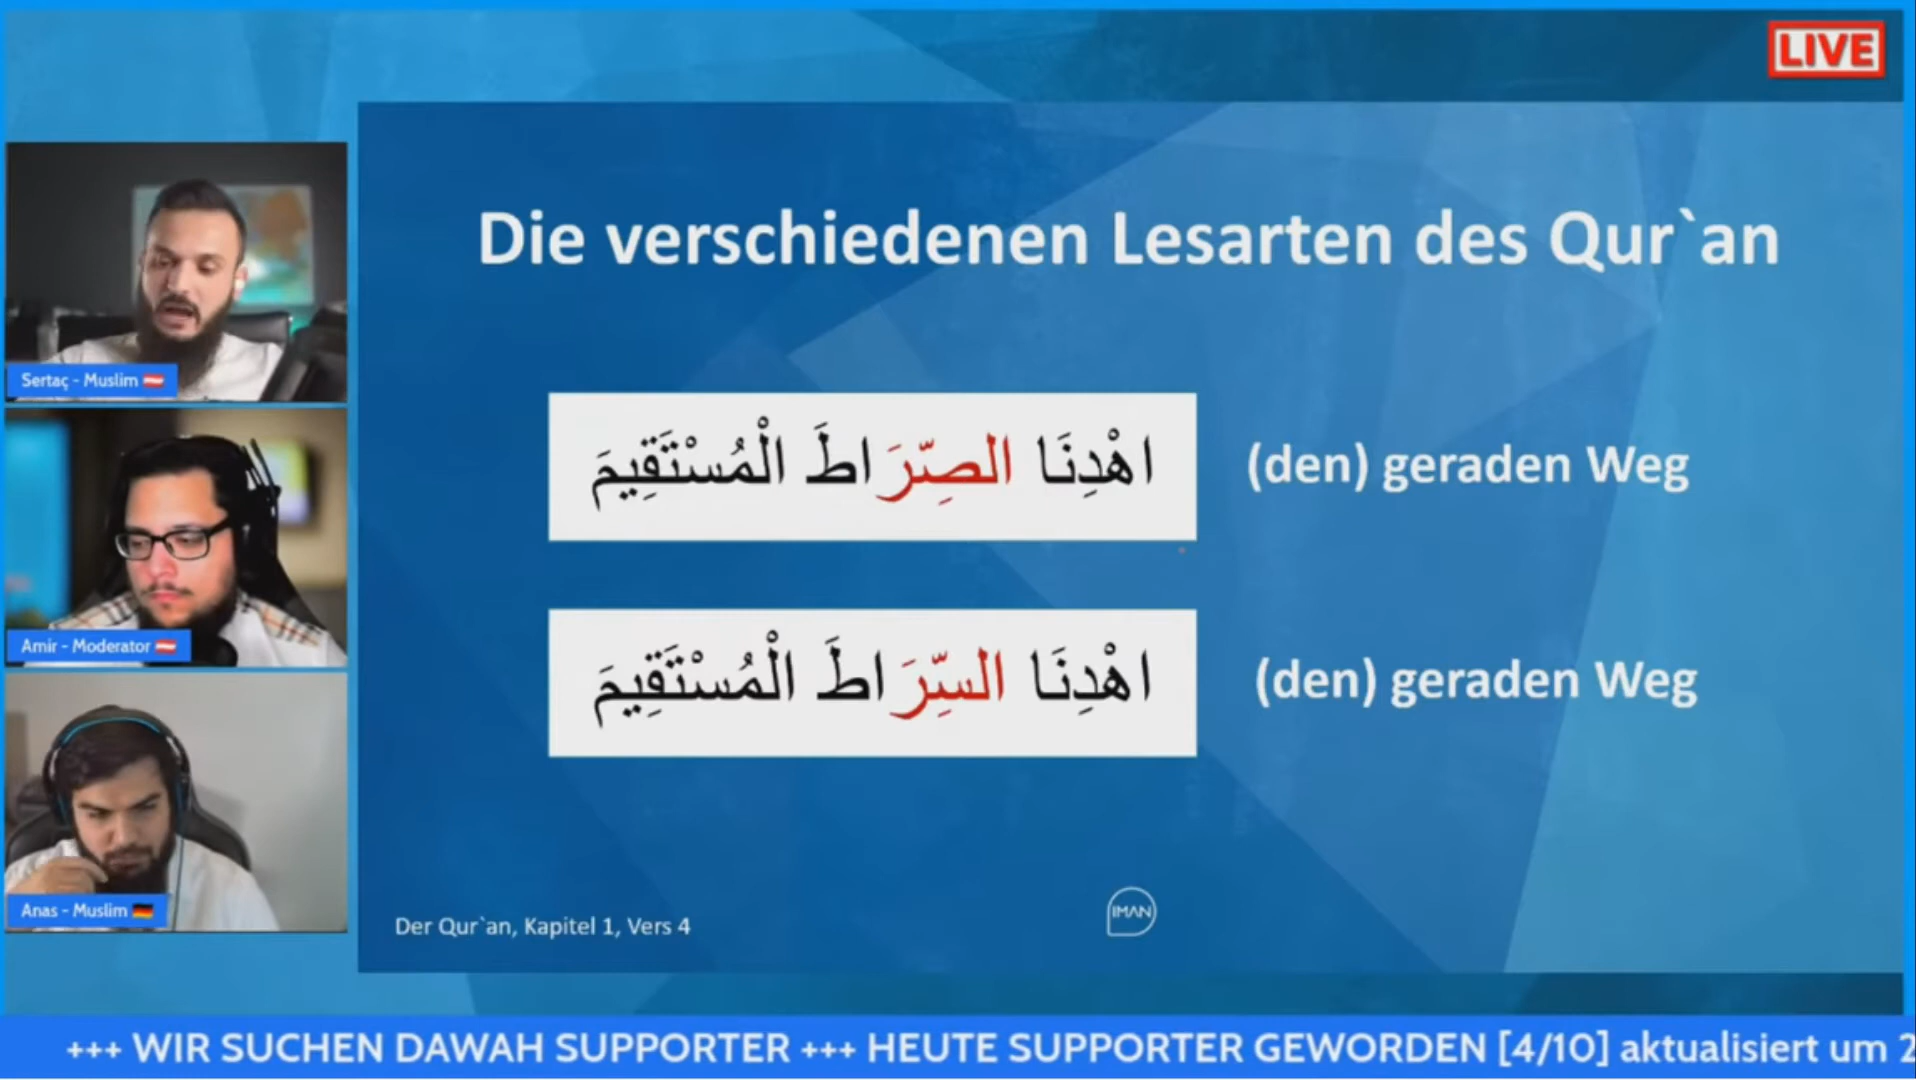 LIVE
Die verschiedenen Lesarten des Qur`an
اهْدِنَا الصِّرَاطَ الْمُسْتَقِيمَ
(den) geraden Weg
اهْدِنَا السِّرَاطَ الْمُسْتَقِيمَ
(den) geraden Weg
Sertaç - Muslim
Amir - Moderator
Anas - Muslim
Der Qur`an, Kapitel 1, Vers 4
IMAN
+++ WIR SUCHEN DAWAH SUPPORTER +++ HEUTE SUPPORTER GEWORDEN [4/10] aktualisiert um 2